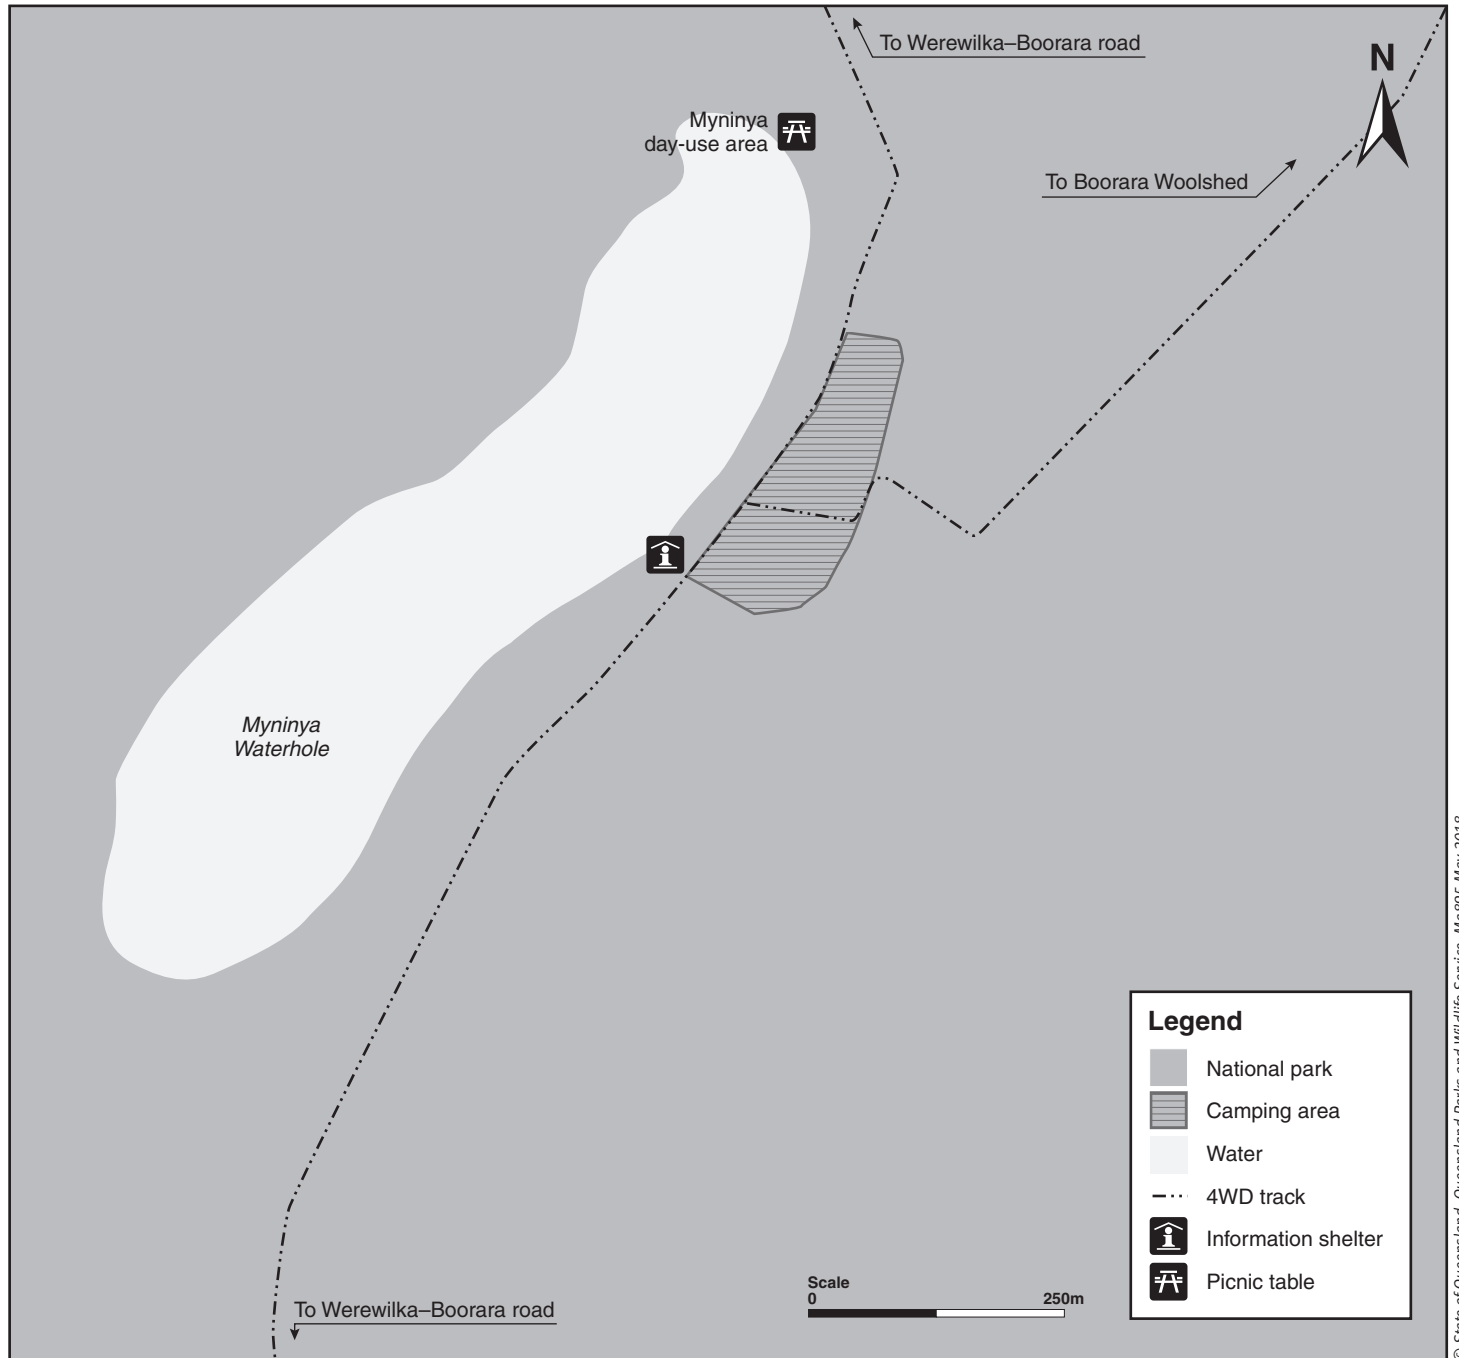 To Werewilka–Boorara road
N
Myninya
day-use area
To Boorara Woolshed
Myninya
Waterhole
Legend
National park
Camping area
Water
4WD track
Information shelter
Picnic table
Scale
0 250m
To Werewilka–Boorara road
© State of Queensland. Queensland Parks and Wildlife Service. Mo805 May 2018